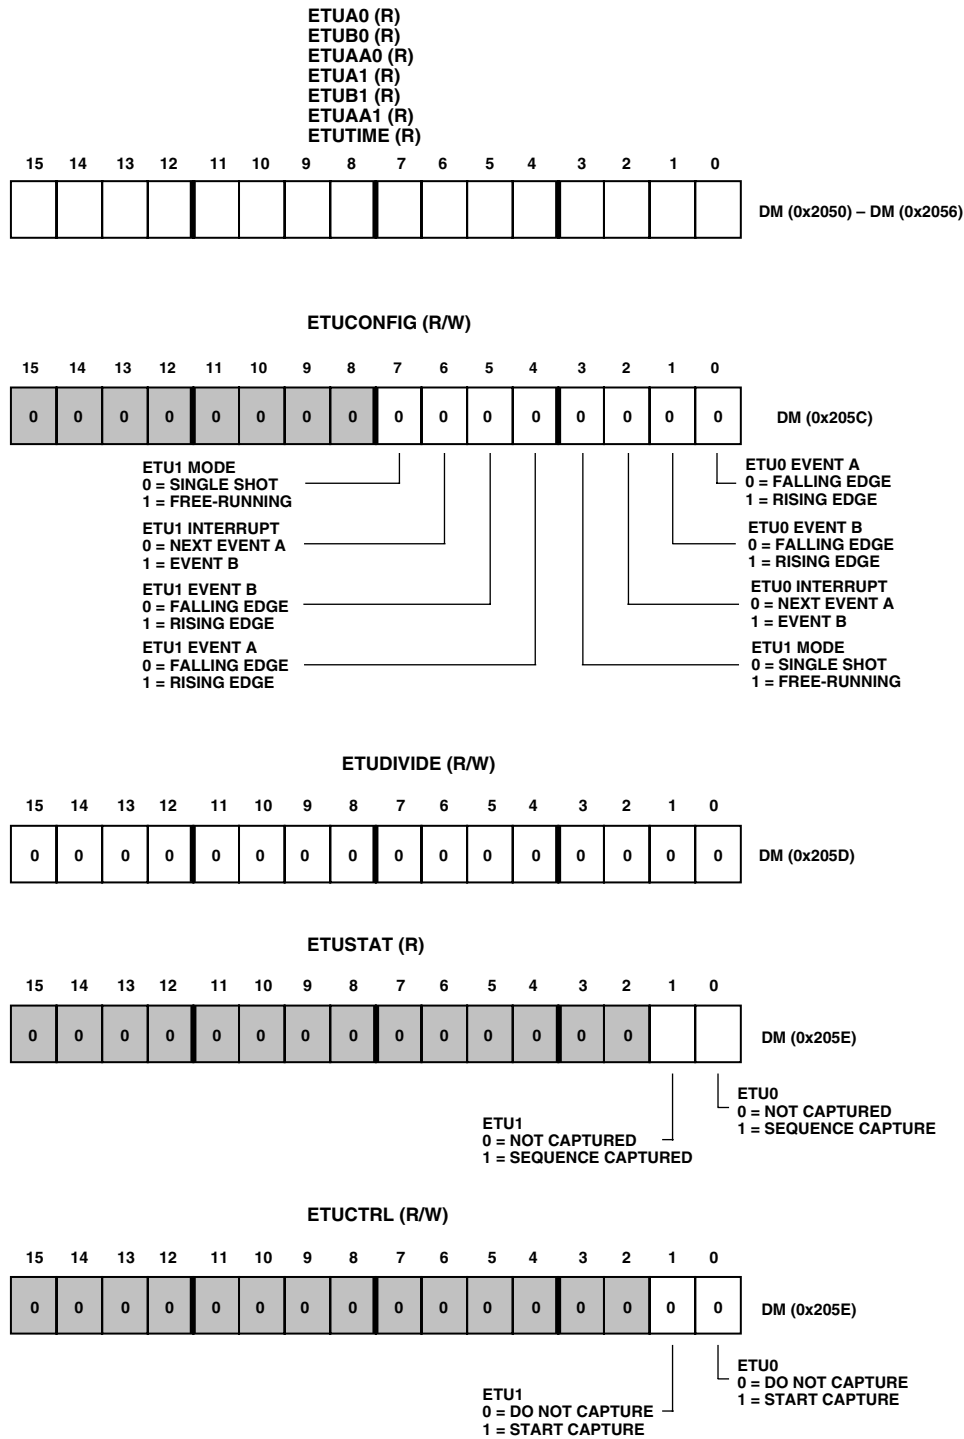 ETUA0 (R)
ETUB0 (R)
ETUAA0 (R)
ETUA1 (R)
ETUB1 (R)
ETUAA1 (R)
ETUTIME (R)
15 14 13 12 11 10 9 8 7 6 5 4 3 2 1 0
DM (0x2050) – DM (0x2056)
ETUCONFIG (R/W)
15 14 13 12 11 10 9 8 7 6 5 4 3 2 1 0
0 0 0 0 0 0 0 0 0 0 0 0 0 0 0 0 DM (0x205C)
ETU1 MODE
0 = SINGLE SHOT
1 = FREE-RUNNING
ETU1 INTERRUPT
0 = NEXT EVENT A
1 = EVENT B
ETU1 EVENT B
0 = FALLING EDGE
1 = RISING EDGE
ETU1 EVENT A
0 = FALLING EDGE
1 = RISING EDGE
ETU0 EVENT A
0 = FALLING EDGE
1 = RISING EDGE
ETU0 EVENT B
0 = FALLING EDGE
1 = RISING EDGE
ETU0 INTERRUPT
0 = NEXT EVENT A
1 = EVENT B
ETU1 MODE
0 = SINGLE SHOT
1 = FREE-RUNNING
ETUDIVIDE (R/W)
15 14 13 12 11 10 9 8 7 6 5 4 3 2 1 0
0 0 0 0 0 0 0 0 0 0 0 0 0 0 0 0 DM (0x205D)
ETUSTAT (R)
15 14 13 12 11 10 9 8 7 6 5 4 3 2 1 0
0 0 0 0 0 0 0 0 0 0 0 0 0 0 DM (0x205E)
ETU1
0 = NOT CAPTURED
1 = SEQUENCE CAPTURED
ETU0
0 = NOT CAPTURED
1 = SEQUENCE CAPTURE
ETUCTRL (R/W)
15 14 13 12 11 10 9 8 7 6 5 4 3 2 1 0
0 0 0 0 0 0 0 0 0 0 0 0 0 0 0 0 DM (0x205E)
ETU1
0 = DO NOT CAPTURE
1 = START CAPTURE
ETU0
0 = DO NOT CAPTURE
1 = START CAPTURE